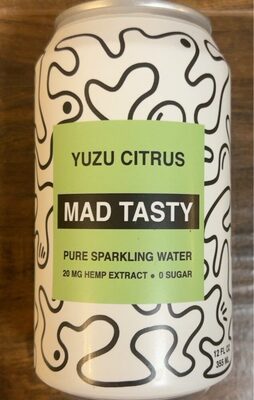 YUZU CITRUS
MAD TASTY
PURE SPARKLING WATER
20 MG HEMP EXTRACT • 0 SUGAR
12 FL OZ
355 ML